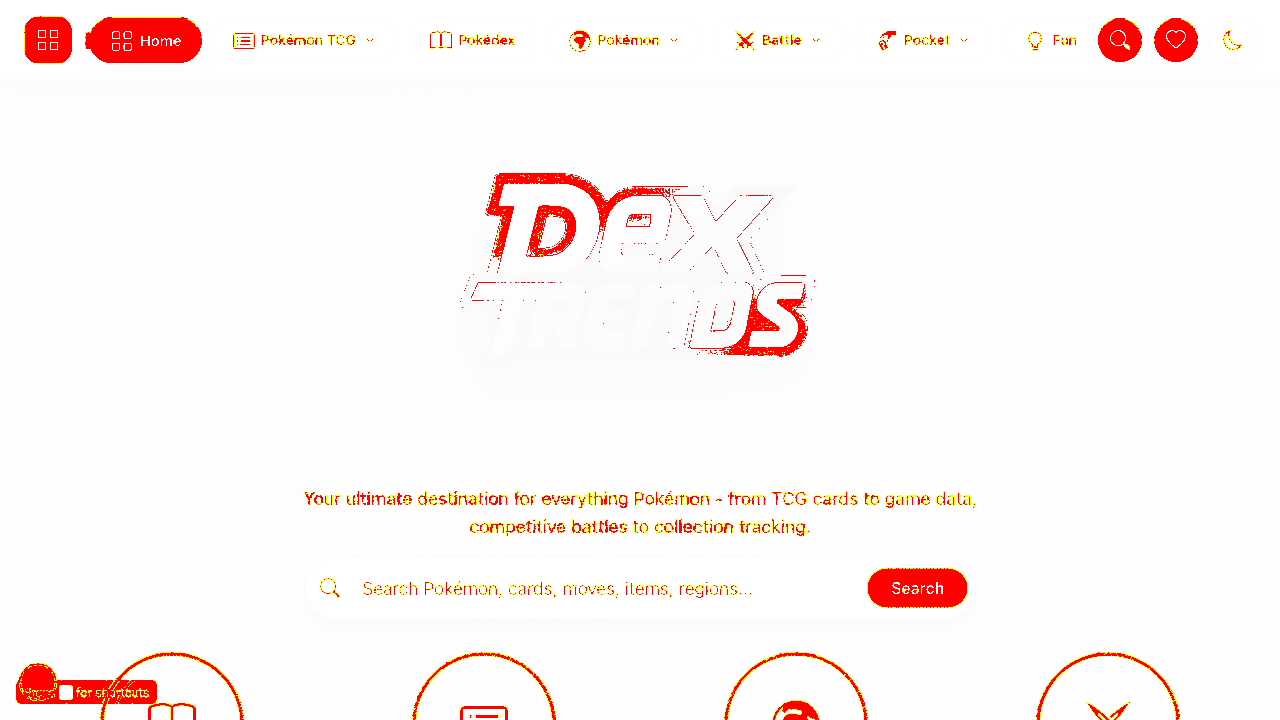 Home
Pokémon TCG
Pokédex
Pokémon
Battle
Pocket
Fun
Dex
TRENDS
Your ultimate destination for everything Pokémon - from TCG cards to game data,
competitive battles to collection tracking.
Search Pokémon, cards, moves, items, regions...
Search
for shortcuts